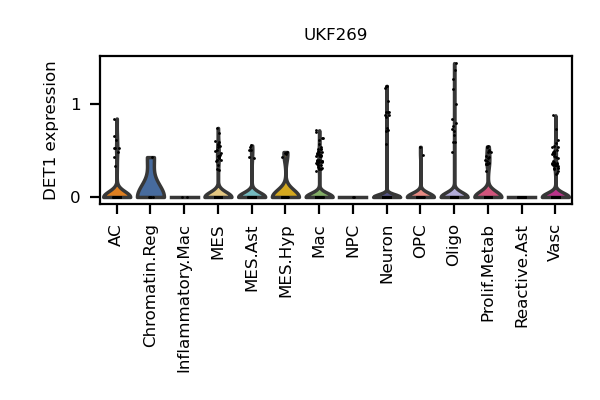 UKF269
DET1 expression
1
0
AC
Chromatin.Reg
Inflammatory.Mac
MES
MES.Ast
MES.Hyp
Mac
NPC
Neuron
OPC
Oligo
Prolif.Metab
Reactive.Ast
Vasc